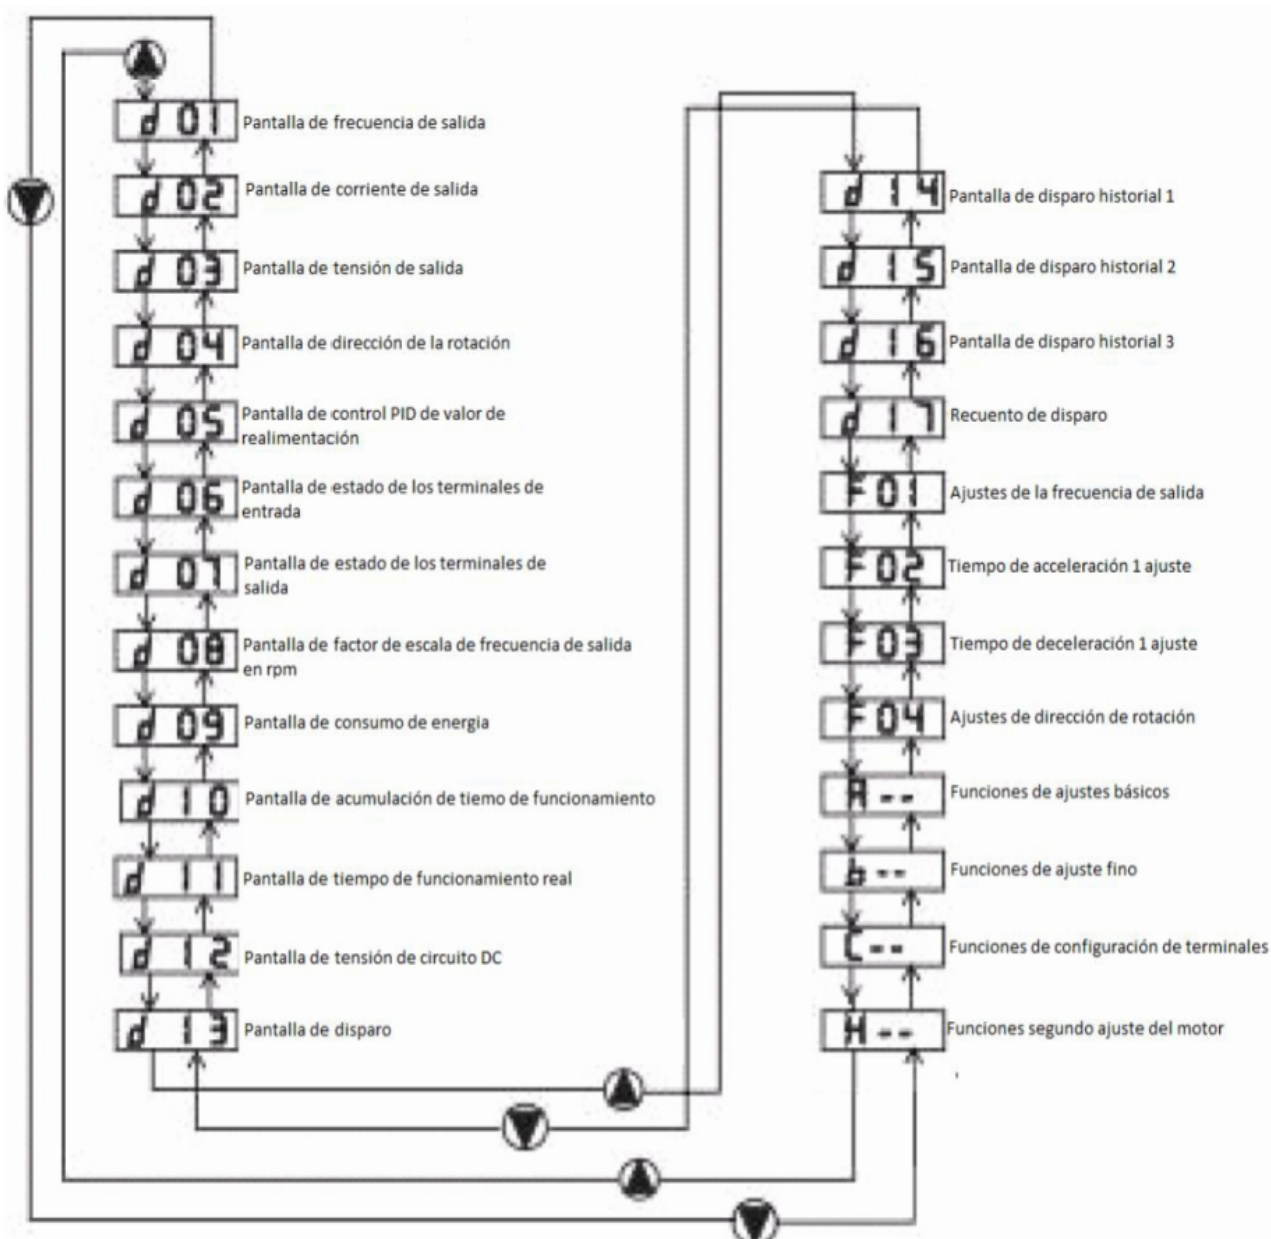 d 01 Pantalla de frecuencia de salida
d 02 Pantalla de corriente de salida
d 03 Pantalla de tensión de salida
d 04 Pantalla de dirección de la rotación
d 05 Pantalla de control PID de valor de
realimentación
d 06 Pantalla de estado de los terminales de
entrada
d 07 Pantalla de estado de los terminales de
salida
d 08 Pantalla de factor de escala de frecuencia de salida
en rpm
d 09 Pantalla de consumo de energia
d 10 Pantalla de acumulación de tiemo de funcionamiento
d 11 Pantalla de tiempo de funcionamiento real
d 12 Pantalla de tensión de circuito DC
d 13 Pantalla de disparo
d 14 Pantalla de disparo historial 1
d 15 Pantalla de disparo historial 2
d 16 Pantalla de disparo historial 3
d 17 Recuento de disparo
F01 Ajustes de la frecuencia de salida
F02 Tiempo de acceleración 1 ajuste
F03 Tiempo de deceleración 1 ajuste
F04 Ajustes de dirección de rotación
A-- Funciones de ajustes básicos
b-- Funciones de ajuste fino
C-- Funciones de configuración de terminales
H-- Funciones segundo ajuste del motor